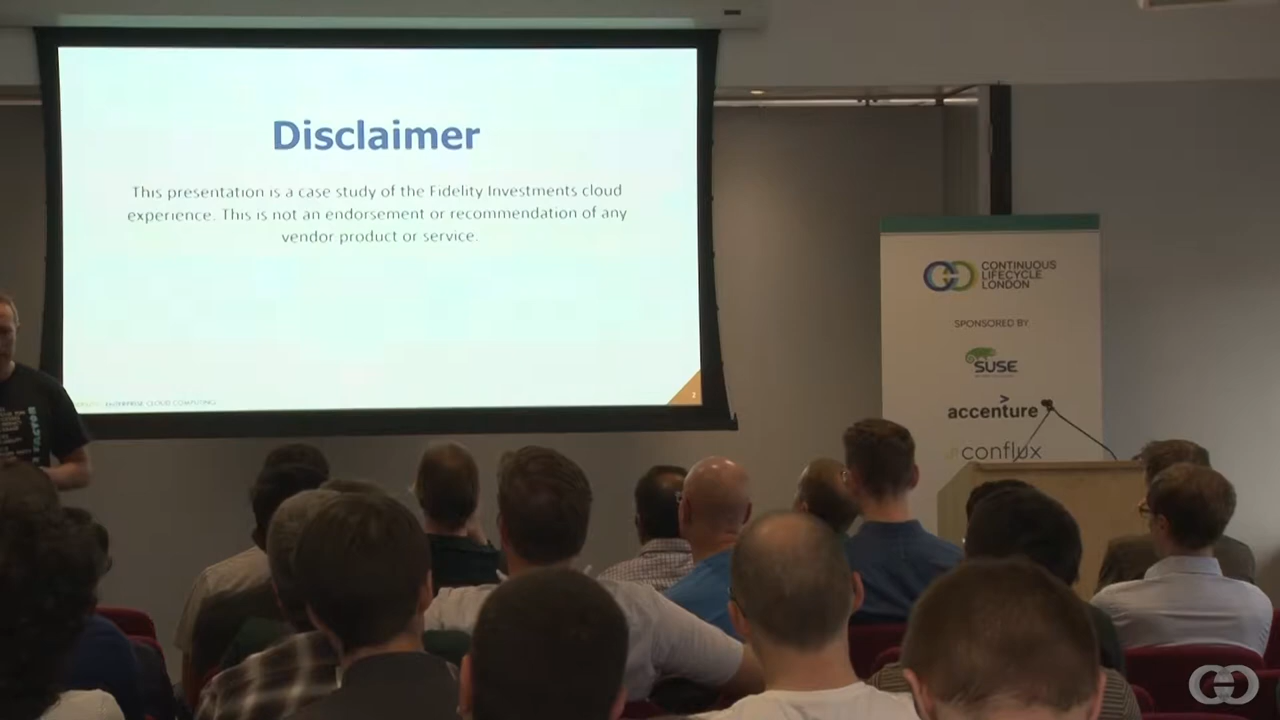 Disclaimer
This presentation is a case study of the Fidelity Investments cloud
experience. This is not an endorsement or recommendation of any
vendor product or service.
ENTERPRISE CLOUD COMPUTING
2
CONTINUOUS
LIFECYCLE
LONDON
SPONSORED BY
SUSE
accenture
conflux